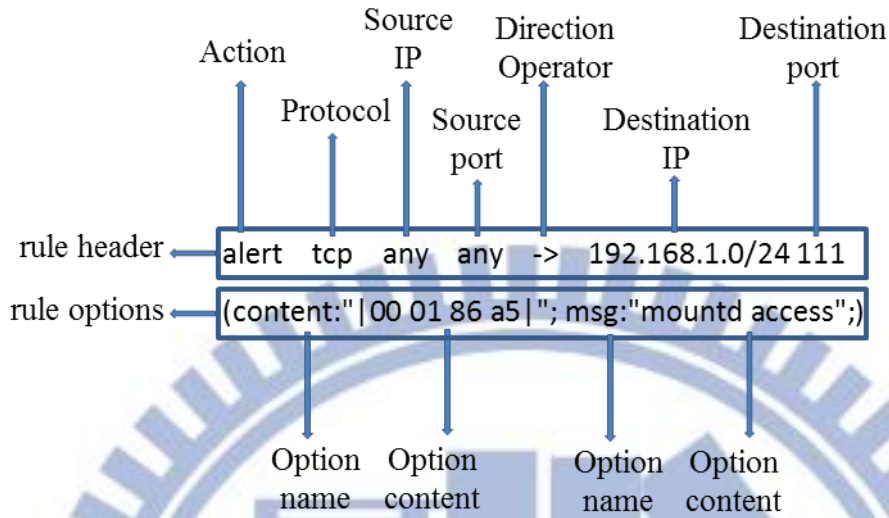 Action
Source
IP
Direction
Operator
Destination
port
Protocol
Source
port
Destination
IP
rule header
alert tcp any any -> 192.168.1.0/24 111
rule options
(content:"|00 01 86 a5|"; msg:"mountd access";)
Option
name
Option
content
Option
name
Option
content